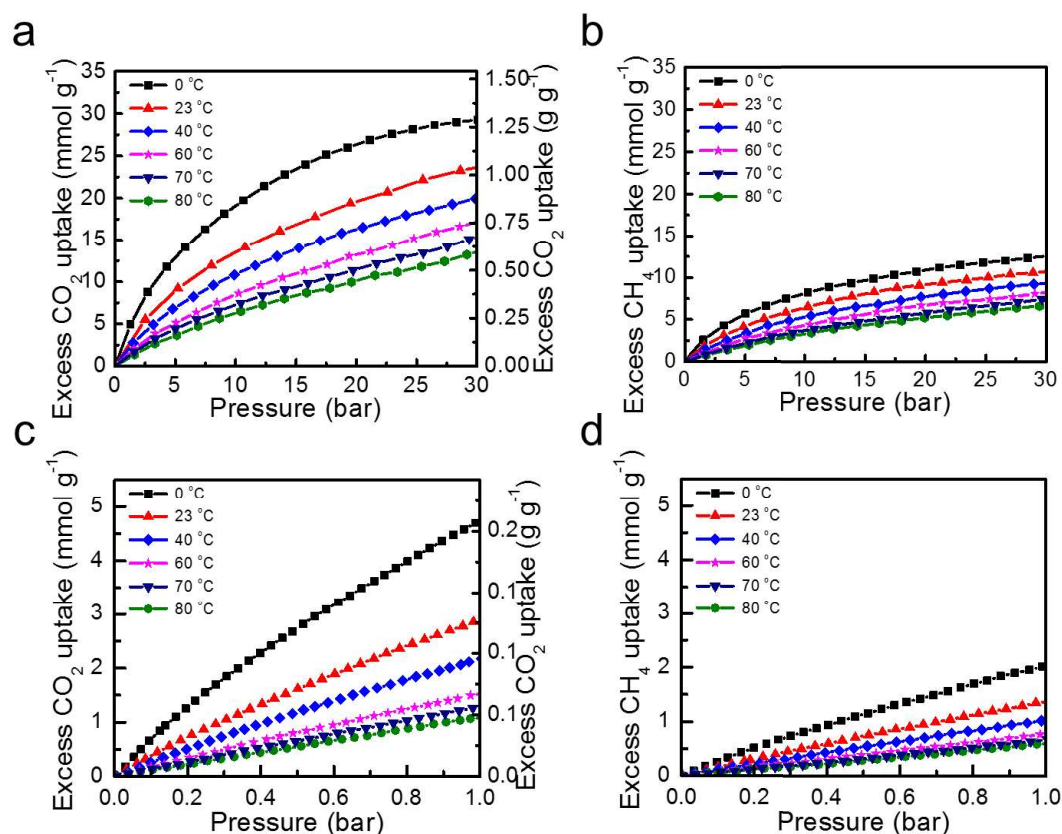 a
Excess CO2 uptake (mmol g-1)
35
30
25
20
15
10
5
0
0 °C
23 °C
40 °C
60 °C
70 °C
80 °C
1.50
1.25
1.00
0.75
0.50
0.25
0.00
Excess CO2 uptake (g g-1)
0 5 10 15 20 25 30
Pressure (bar)
b
Excess CH4 uptake (mmol g-1)
35
30
25
20
15
10
5
0
0 °C
23 °C
40 °C
60 °C
70 °C
80 °C
0 5 10 15 20 25 30
Pressure (bar)
c
Excess CO2 uptake (mmol g-1)
5
4
3
2
1
0
0 °C
23 °C
40 °C
60 °C
70 °C
80 °C
0.2
0.1
0.1
0.1
0.0
Excess CO2 uptake (g g-1)
0.0 0.2 0.4 0.6 0.8 1.0
Pressure (bar)
d
Excess CH4 uptake (mmol g-1)
5
4
3
2
1
0
0 °C
23 °C
40 °C
60 °C
70 °C
80 °C
0.0 0.2 0.4 0.6 0.8 1.0
Pressure (bar)